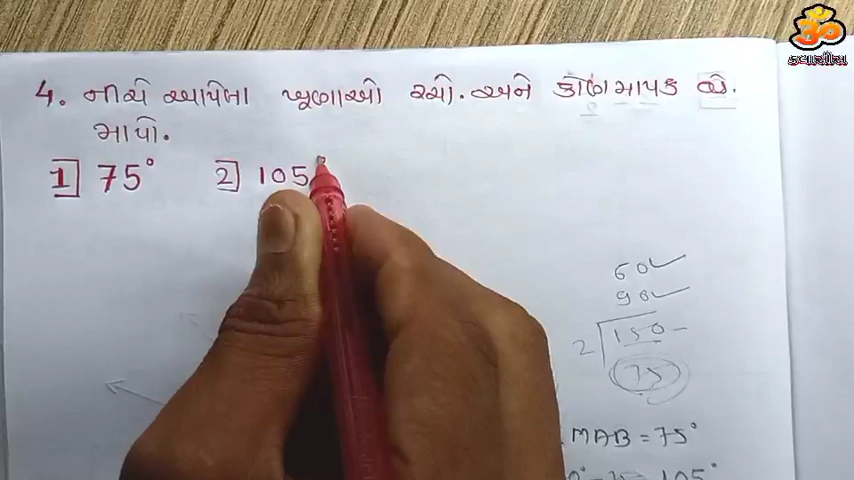 4. નીચે આપેલા ખૂણાઓ રચો. અને કોણમાપક વડે
માપો.
1 75° 2 105°
60 ✓
90 ✓
2 150
75
MAB = 75°
= 105°
ક્લાસીસ